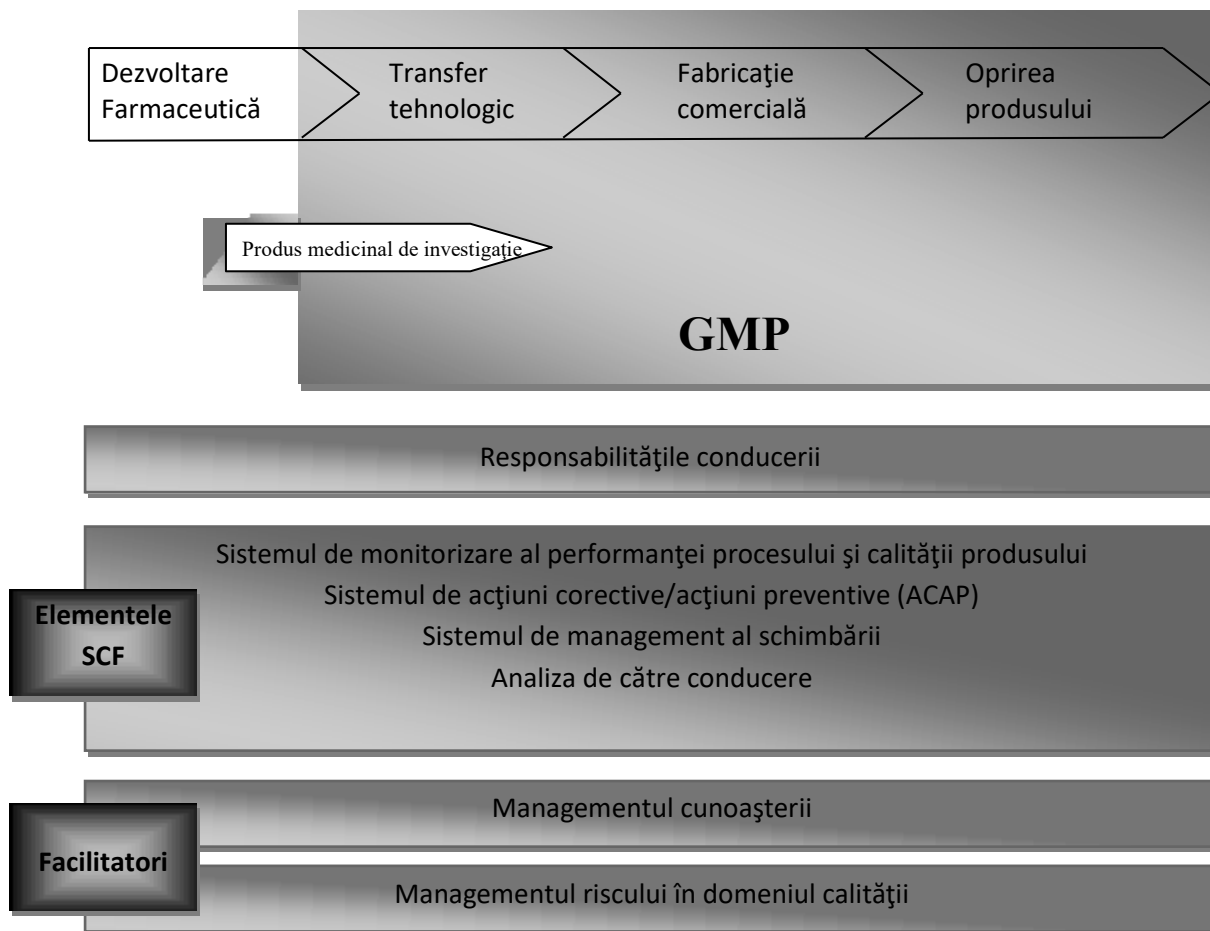 Dezvoltare
Farmaceutică
Transfer
tehnologic
Fabricaţie
comercială
Oprirea
produsului
Produs medicinal de investigaţie
GMP
Responsabilităţile conducerii
Sistemul de monitorizare al performanţei procesului şi calităţii produsului
Sistemul de acţiuni corective/acţiuni preventive (ACAP)
Sistemul de management al schimbării
Analiza de către conducere
Elementele
SCF
Managementul cunoaşterii
Facilitatori
Managementul riscului în domeniul calităţii